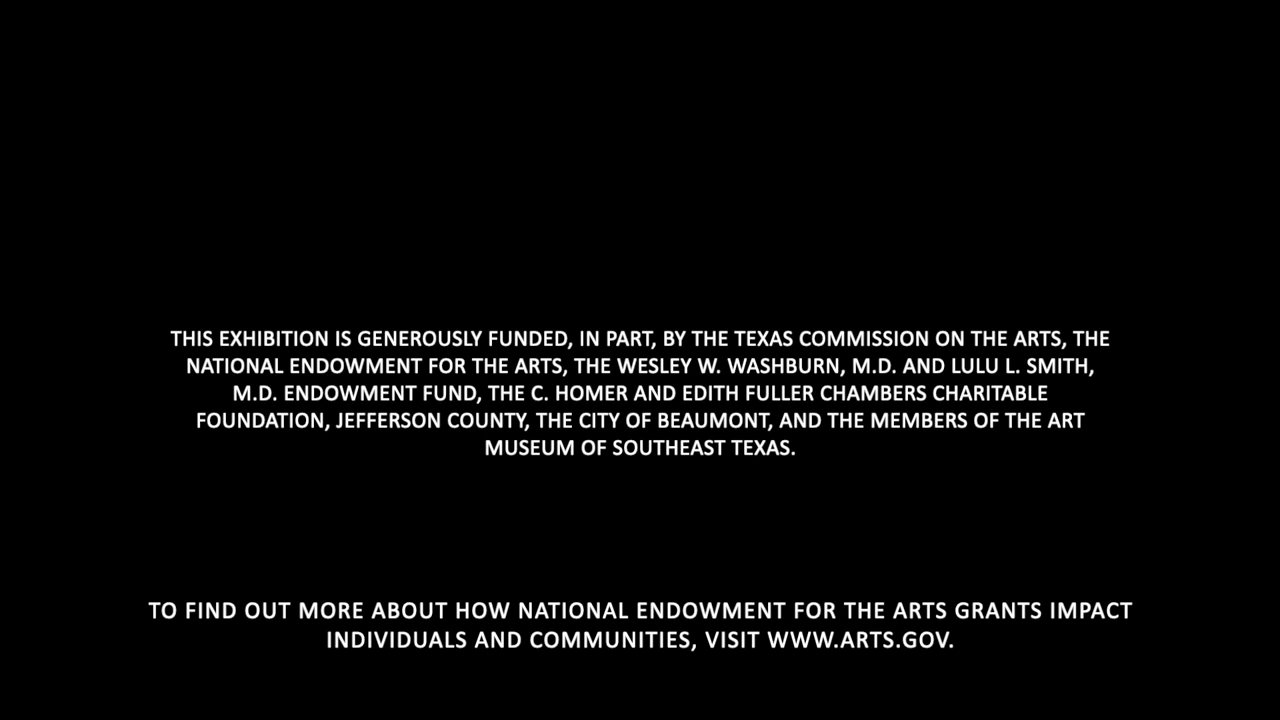 THIS EXHIBITION IS GENEROUSLY FUNDED, IN PART, BY THE TEXAS COMMISSION ON THE ARTS, THE
NATIONAL ENDOWMENT FOR THE ARTS, THE WESLEY W. WASHBURN, M.D. AND LULU L. SMITH,
M.D. ENDOWMENT FUND, THE C. HOMER AND EDITH FULLER CHAMBERS CHARITABLE
FOUNDATION, JEFFERSON COUNTY, THE CITY OF BEAUMONT, AND THE MEMBERS OF THE ART
MUSEUM OF SOUTHEAST TEXAS.
TO FIND OUT MORE ABOUT HOW NATIONAL ENDOWMENT FOR THE ARTS GRANTS IMPACT
INDIVIDUALS AND COMMUNITIES, VISIT WWW.ARTS.GOV.